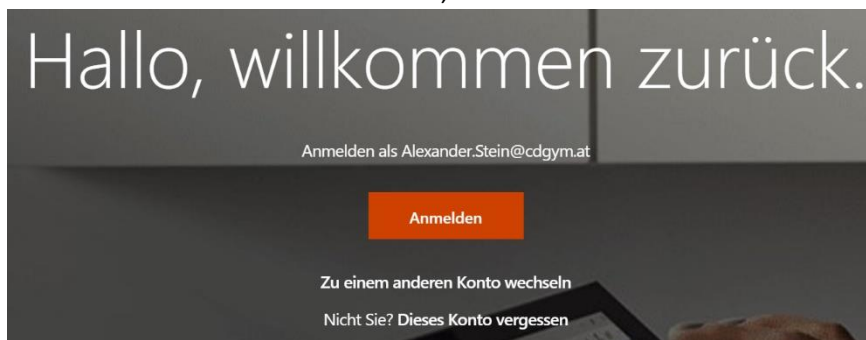 Hallo, willkommen zurück.
Anmelden als Alexander.Stein@cdgym.at
Anmelden
Zu einem anderen Konto wechseln
Nicht Sie? Dieses Konto vergessen